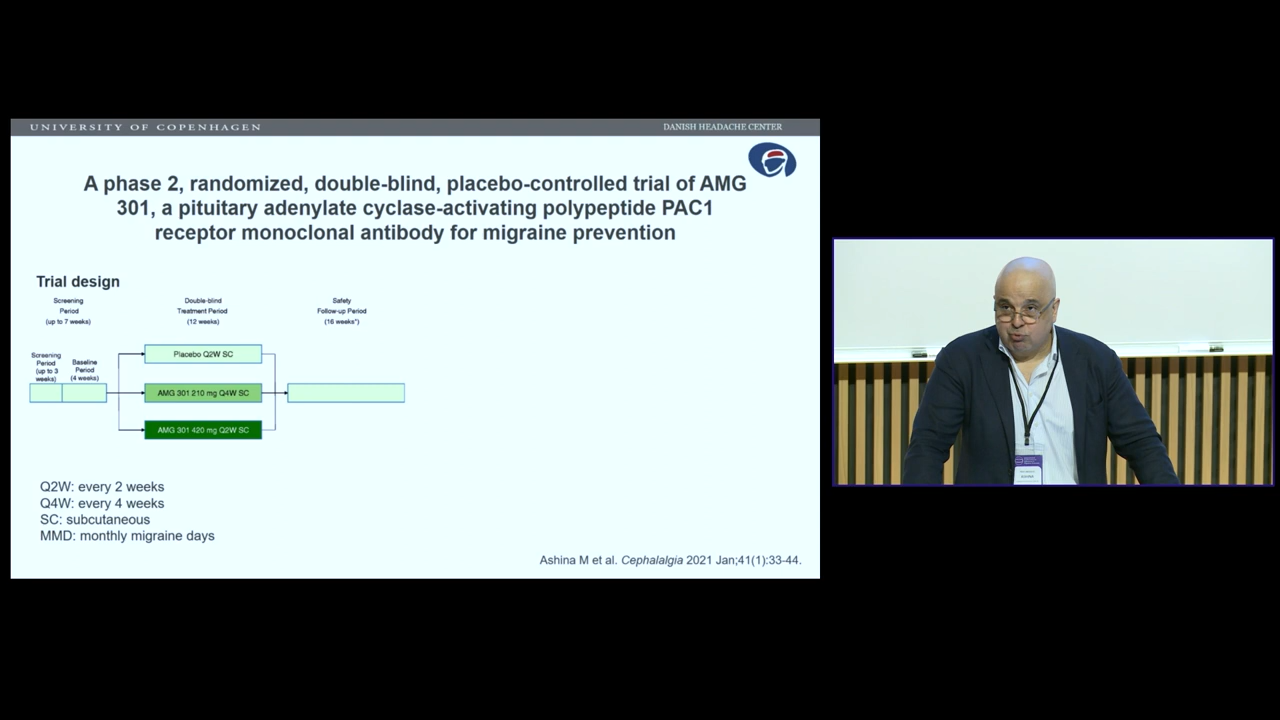 UNIVERSITY OF COPENHAGEN
DANISH HEADACHE CENTER
A phase 2, randomized, double-blind, placebo-controlled trial of AMG
301, a pituitary adenylate cyclase-activating polypeptide PAC1
receptor monoclonal antibody for migraine prevention
Trial design
Screening
Period
(up to 7 weeks)
Double-blind
Treatment Period
(12 weeks)
Safety
Follow-up Period
(16 weeks*)
Screening
Period
(up to 3
weeks)
Baseline
Period
(4 weeks)
Placebo Q2W SC
AMG 301 210 mg Q4W SC
AMG 301 420 mg Q2W SC
Q2W: every 2 weeks
Q4W: every 4 weeks
SC: subcutaneous
MMD: monthly migraine days
Ashina M et al. Cephalalgia 2021 Jan;41(1):33-44.